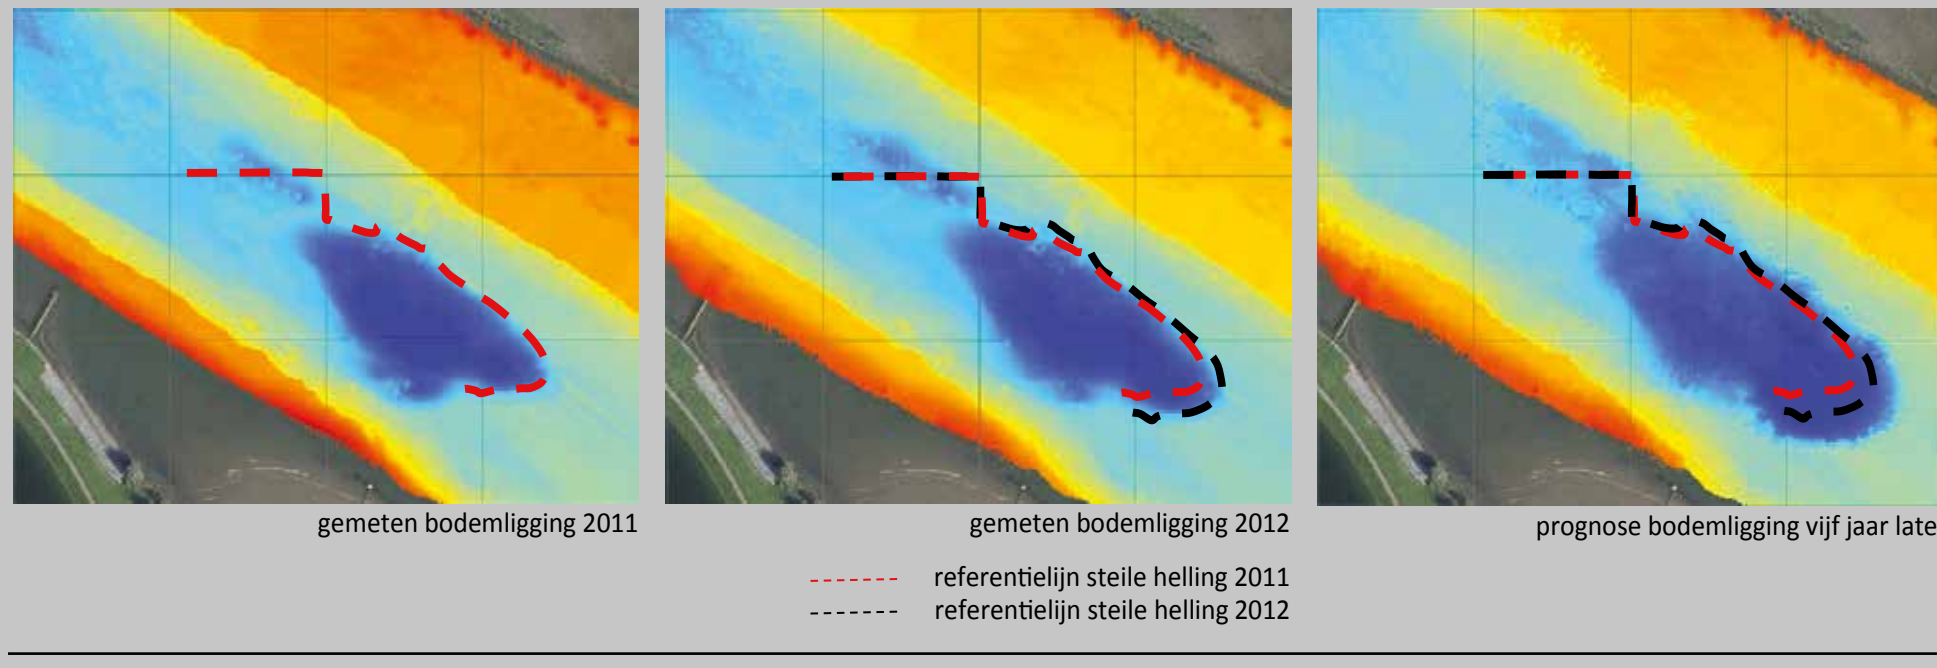 gemeten bodemligging 2011
gemeten bodemligging 2012
prognose bodemligging vijf jaar late
referentielijn steile helling 2011
referentielijn steile helling 2012